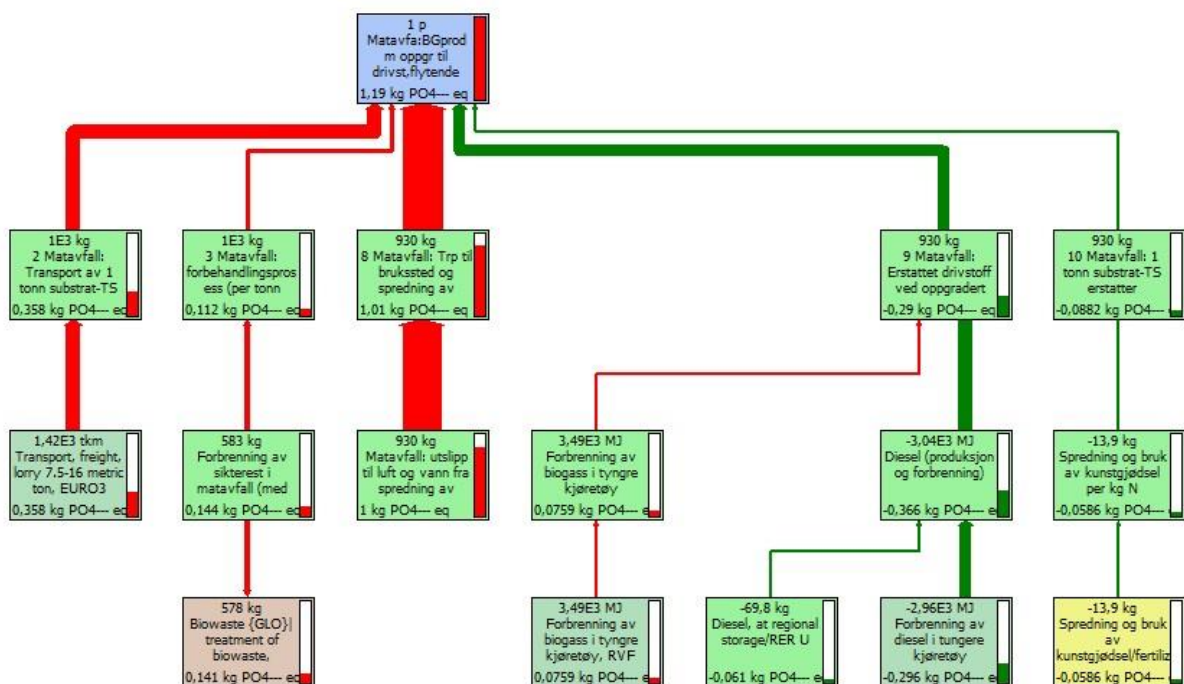 1 p
Matavfa:BGprod
m oppgr til
drivst,flytende
1,19 kg PO4--- eq
1E3 kg
2 Matavfall:
Transport av 1
tonn substrat-TS
0,358 kg PO4--- eq
1E3 kg
3 Matavfall:
forbehandlingspros
ess (per tonn
0,112 kg PO4--- eq
930 kg
8 Matavfall: Trp til
brukssted og
spredning av
1,01 kg PO4--- eq
930 kg
9 Matavfall:
Erstattet drivstoff
ved oppgradert
-0,29 kg PO4--- eq
930 kg
10 Matavfall: 1
tonn substrat-TS
erstatter
-0,0882 kg PO4--- e
1,42E3 tkm
Transport, freight,
lorry 7.5-16 metric
ton, EURO3
0,358 kg PO4--- eq
583 kg
Forbrenning av
sikterest i
matavfall (med
0,144 kg PO4--- eq
930 kg
Matavfall: utslipp
til luft og vann fra
spredning av
1 kg PO4--- eq
3,49E3 MJ
Forbrenning av
biogass i tyngre
kjøretøy
0,0759 kg PO4--- e
-3,04E3 MJ
Diesel (produksjon
og forbrenning)
-0,366 kg PO4--- eq
-13,9 kg
Spredning og bruk
av kunstgjødsel
per kg N
-0,0586 kg PO4--- e
578 kg
Biowaste {GLO}|
treatment of
biowaste,
0,141 kg PO4--- eq
3,49E3 MJ
Forbrenning av
biogass i tyngre
kjøretøy, RVF
0,0759 kg PO4--- e
-69,8 kg
Diesel, at regional
storage/RER U
-0,061 kg PO4--- eq
-2,96E3 MJ
Forbrenning av
diesel i tungere
kjøretøy
-0,296 kg PO4--- eq
-13,9 kg
Spredning og bruk
av
kunstgjødsel/fertiliz
-0,0586 kg PO4--- e